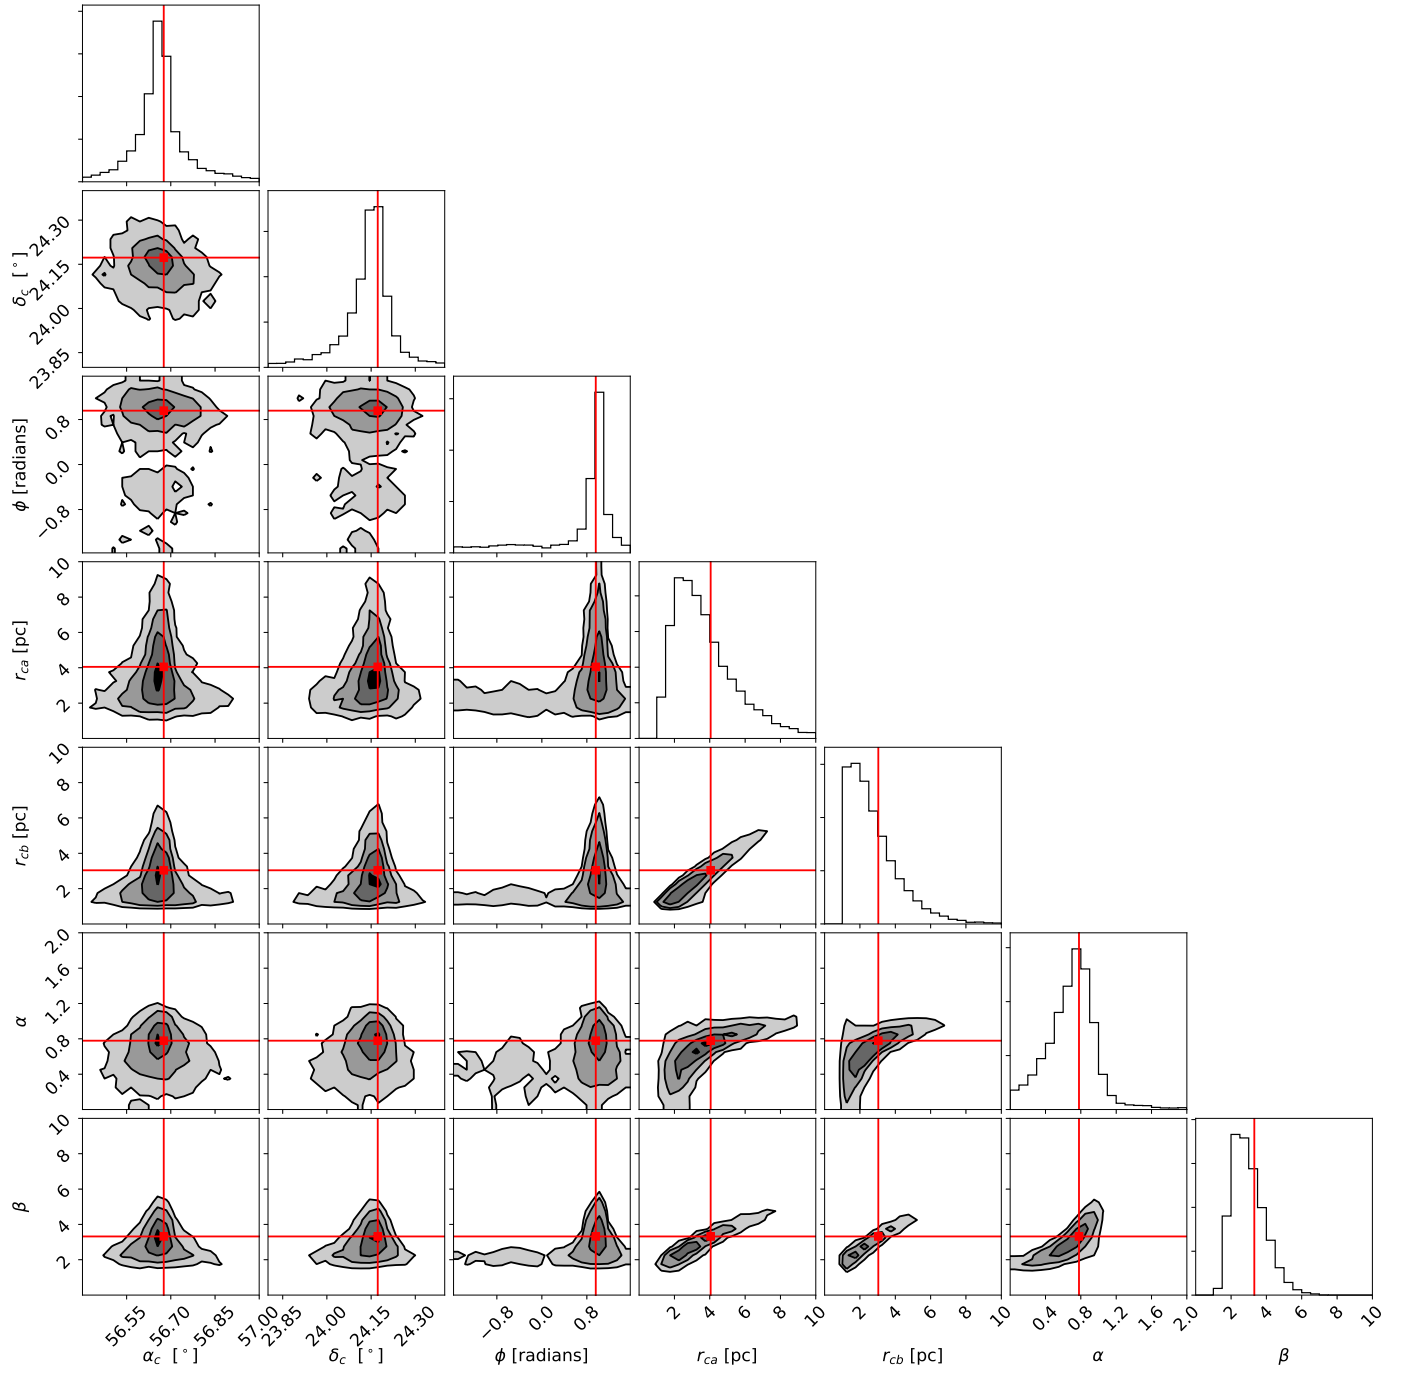 24.30
24.15
24.00
23.85
δc [°]
0.8
0.0
−0.8
ϕ [radians]
10
8
6
4
2
rca [pc]
10
8
6
4
2
rcb [pc]
2.0
1.6
1.2
0.8
0.4
α
10
8
6
4
2
β
56.55 56.70 56.85 57.00
23.85 24.00 24.15 24.30
−0.8 0.0 0.8
2 4 6 8 10
2 4 6 8 10
0.4 0.8 1.2 1.6 2.0
2 4 6 8 10
αc [°] δc [°] ϕ [radians] rca [pc] rcb [pc] α β